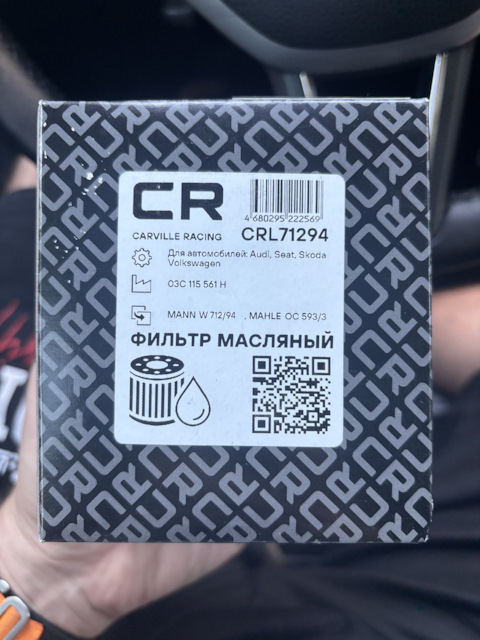 CR
4 680295 222569
CARVILLE RACING CRL71294
Для автомобилей: Audi, Seat, Skoda
Volkswagen
03C 115 561 H
MANN W 712/94 , MAHLE OC 593/3
ФИЛЬТР МАСЛЯНЫЙ